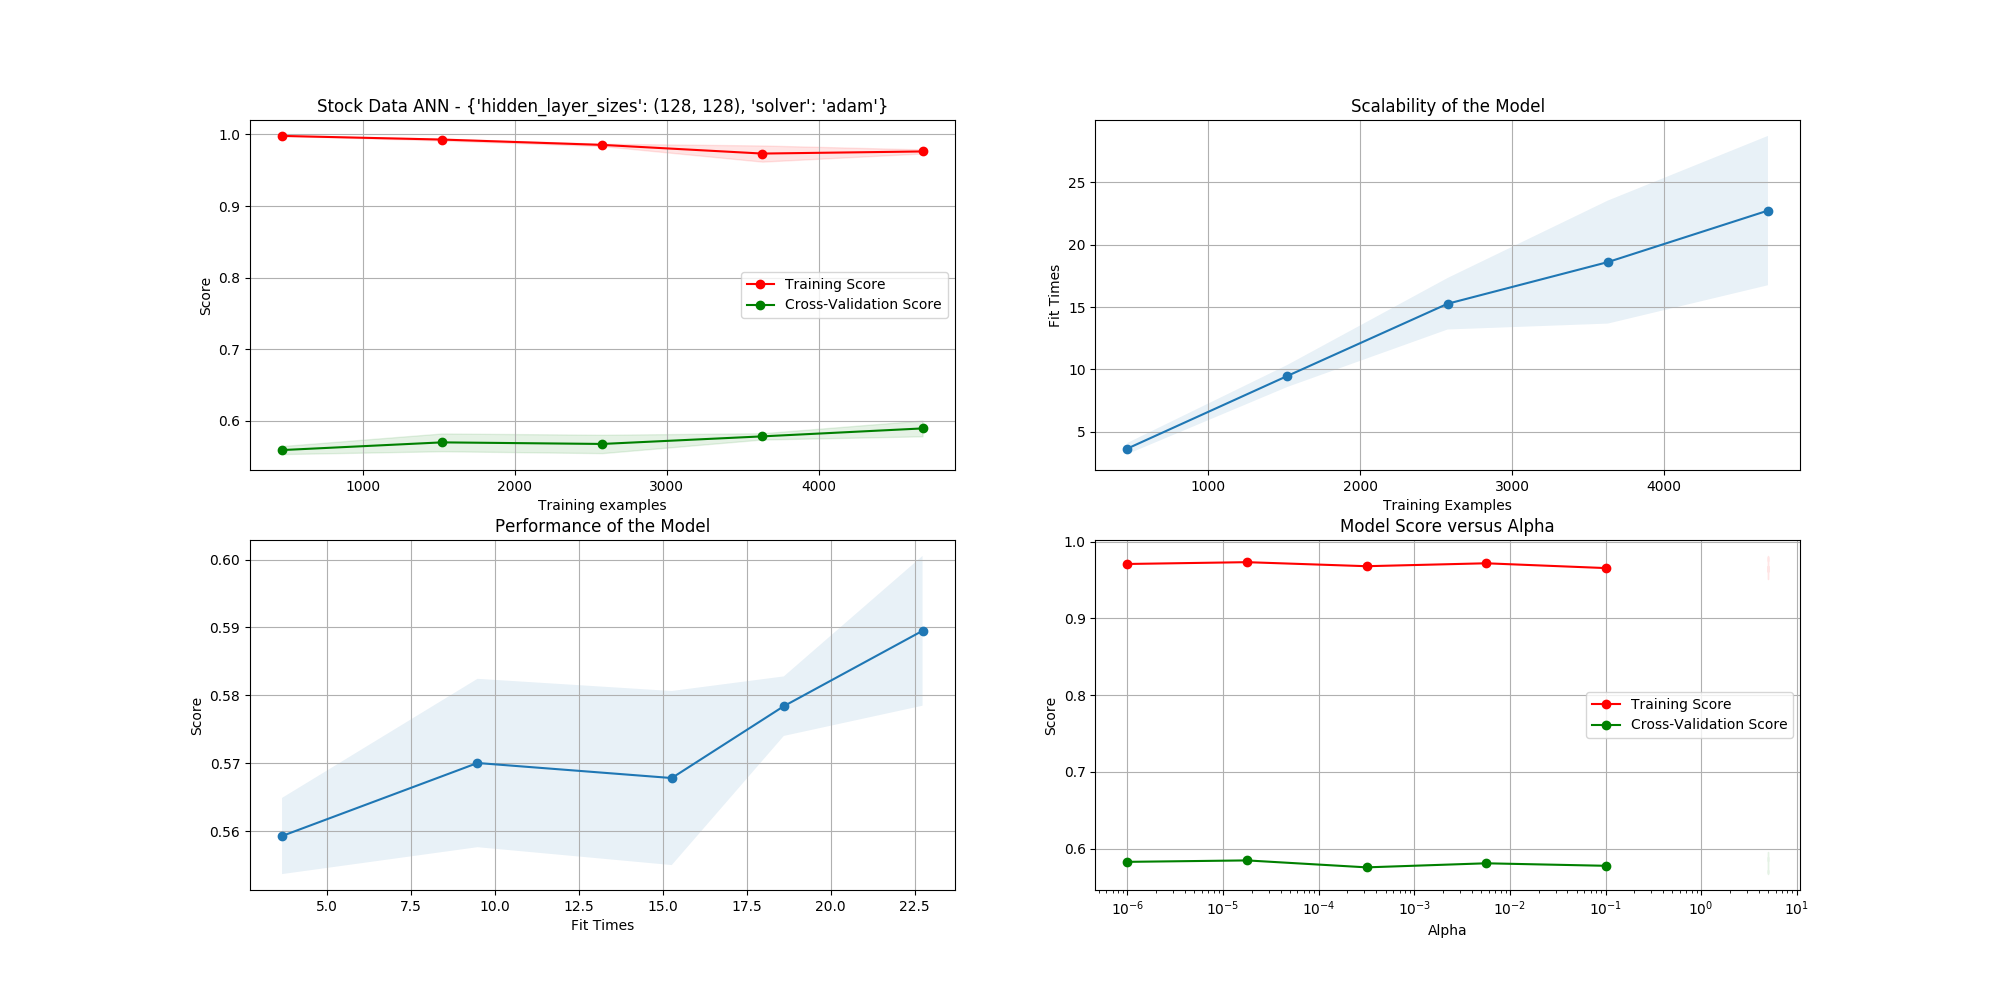 Stock Data ANN - {'hidden_layer_sizes': (128, 128), 'solver': 'adam'}
1.0
0.9
0.8
0.7
0.6
Score
Training Score
Cross-Validation Score
1000 2000 3000 4000
Training examples
Scalability of the Model
25
20
15
10
5
Fit Times
1000 2000 3000 4000
Training Examples
Performance of the Model
0.60
0.59
0.58
0.57
0.56
Score
5.0 7.5 10.0 12.5 15.0 17.5 20.0 22.5
Fit Times
Model Score versus Alpha
1.0
0.9
0.8
0.7
0.6
Score
Training Score
Cross-Validation Score
10⁻⁶ 10⁻⁵ 10⁻⁴ 10⁻³ 10⁻² 10⁻¹ 10⁰ 10¹
Alpha